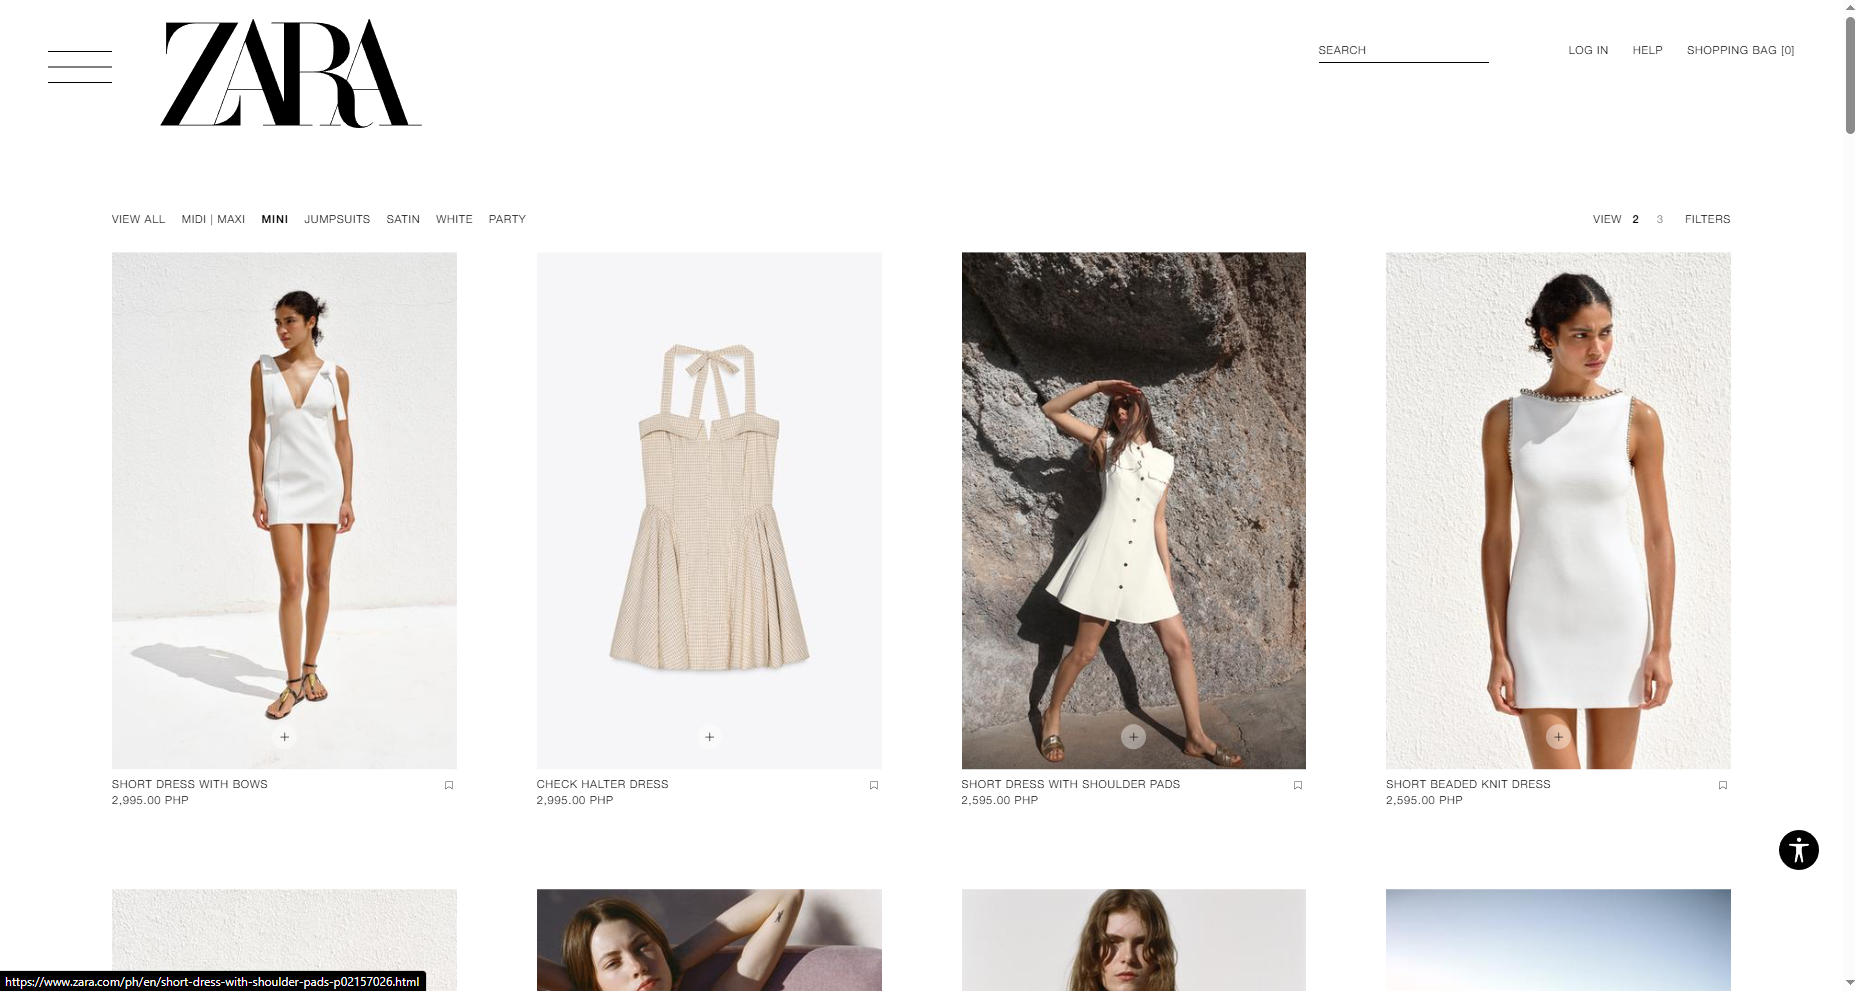 ZARA
SEARCH
LOG IN HELP SHOPPING BAG [0]
VIEW ALL MIDI | MAXI MINI JUMPSUITS SATIN WHITE PARTY
VIEW 2 3 FILTERS
SHORT DRESS WITH BOWS
2,995.00 PHP
CHECK HALTER DRESS
2,995.00 PHP
SHORT DRESS WITH SHOULDER PADS
2,595.00 PHP
SHORT BEADED KNIT DRESS
2,595.00 PHP
https://www.zara.com/ph/en/short-dress-with-shoulder-pads-p02157026.html